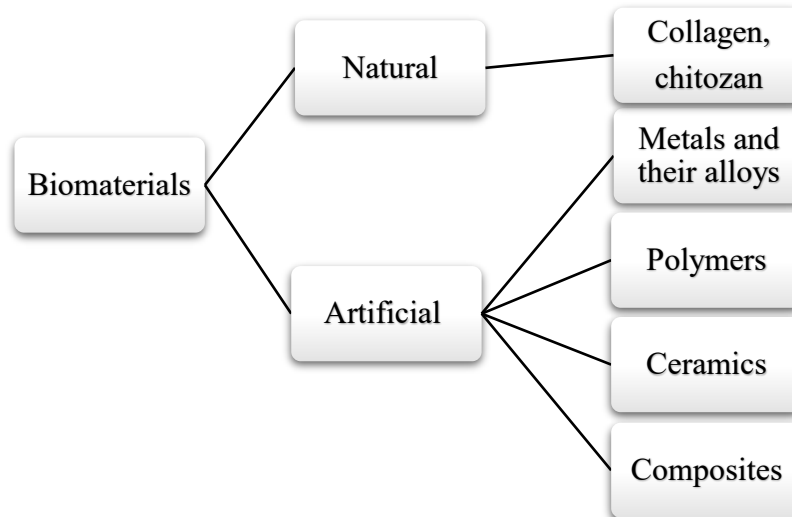 Biomaterials
Natural
Collagen,
chitozan
Artificial
Metals and
their alloys
Polymers
Ceramics
Composites